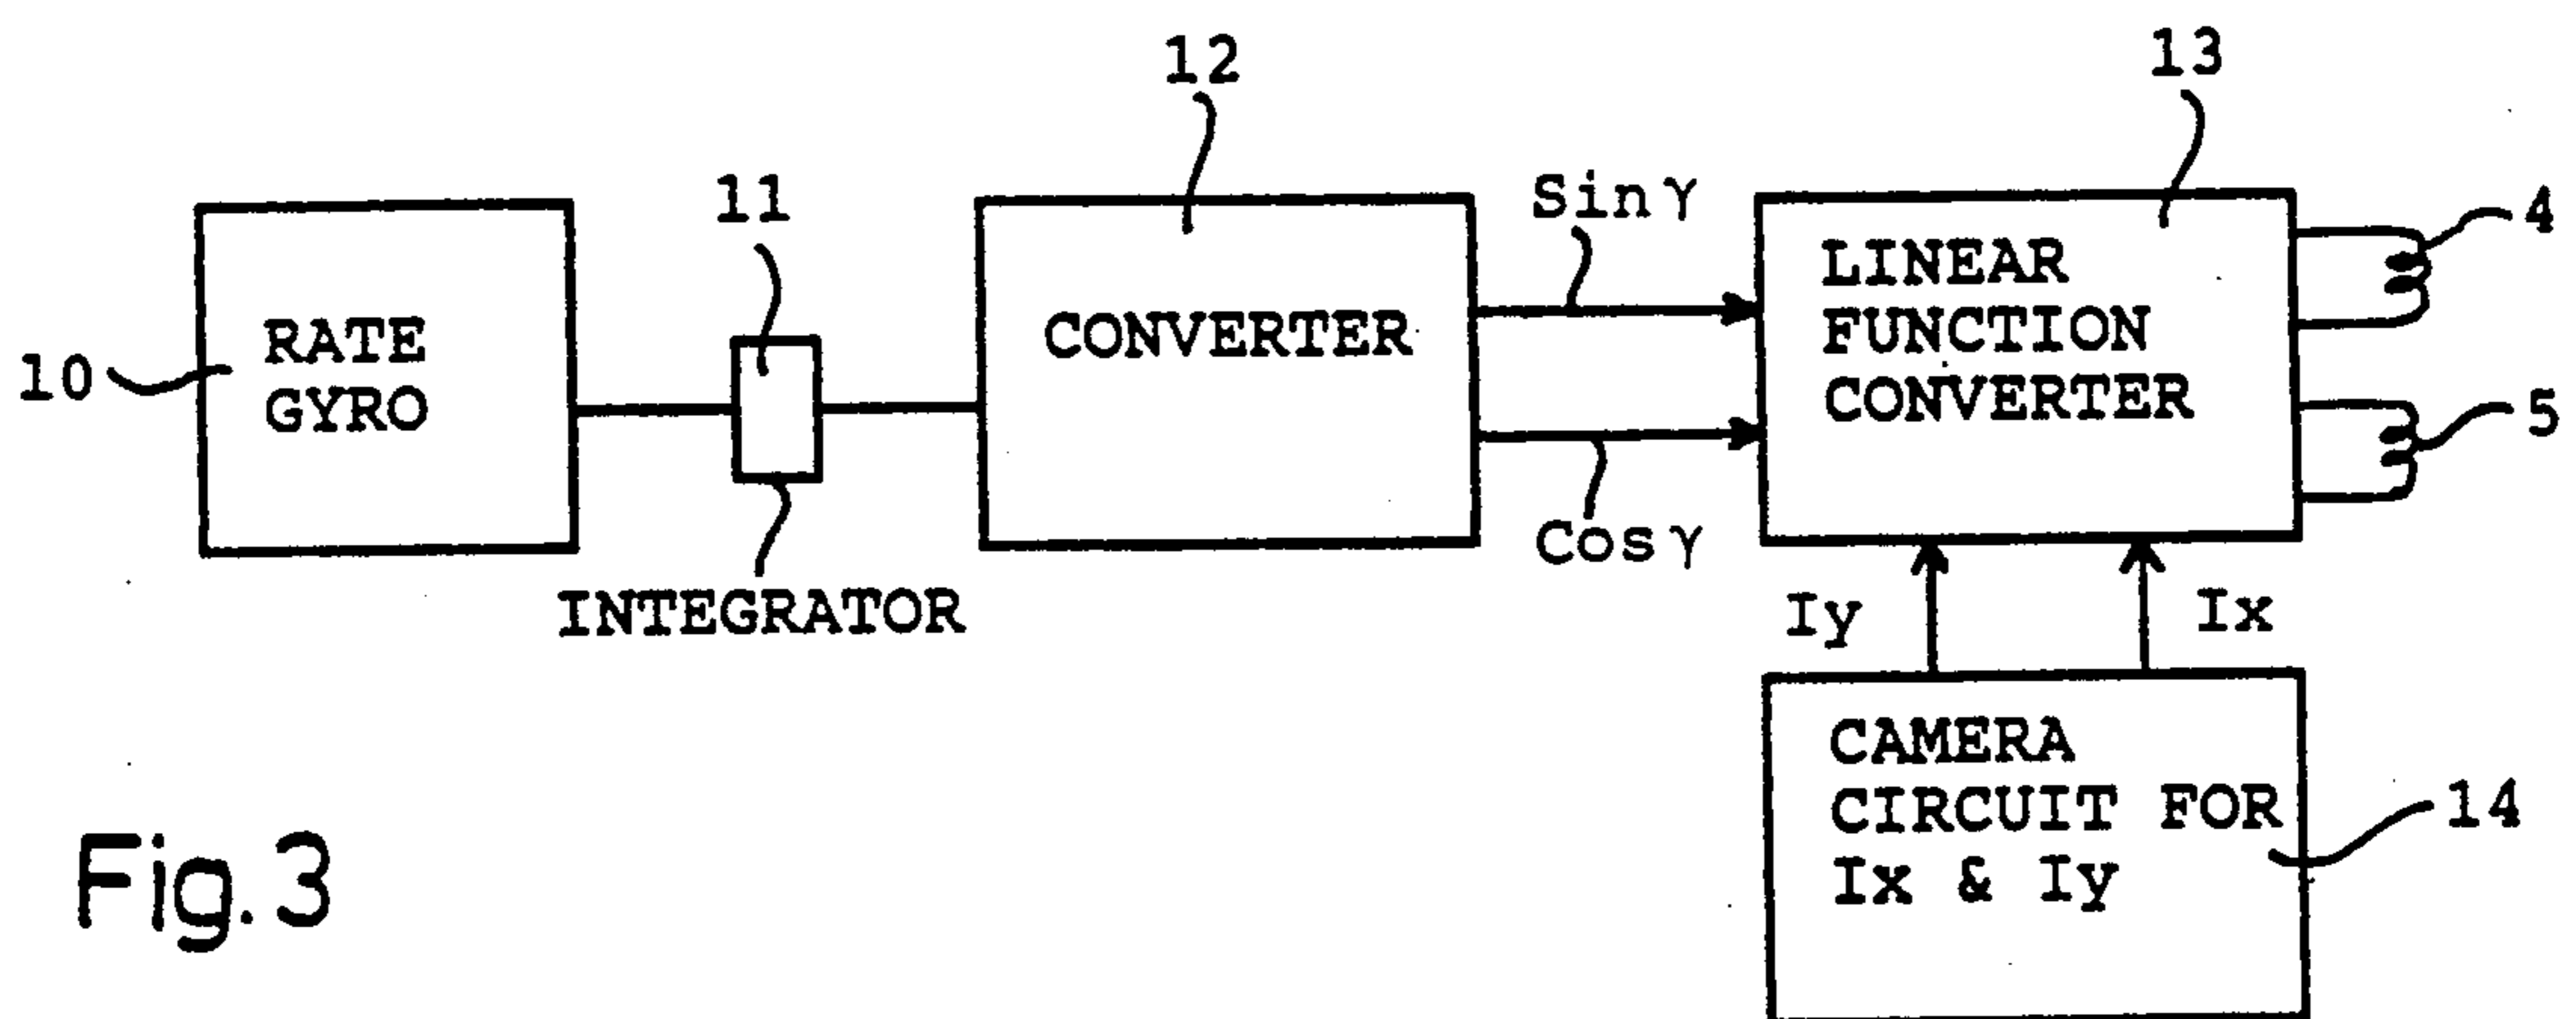 12
13
11
Sinγ
4
LINEAR
FUNCTION
CONVERTER
RATE
GYRO
10
CONVERTER
5
Cosγ
INTEGRATOR
Iy
Ix
CAMERA
CIRCUIT FOR
Ix & Iy
14
Fig. 3